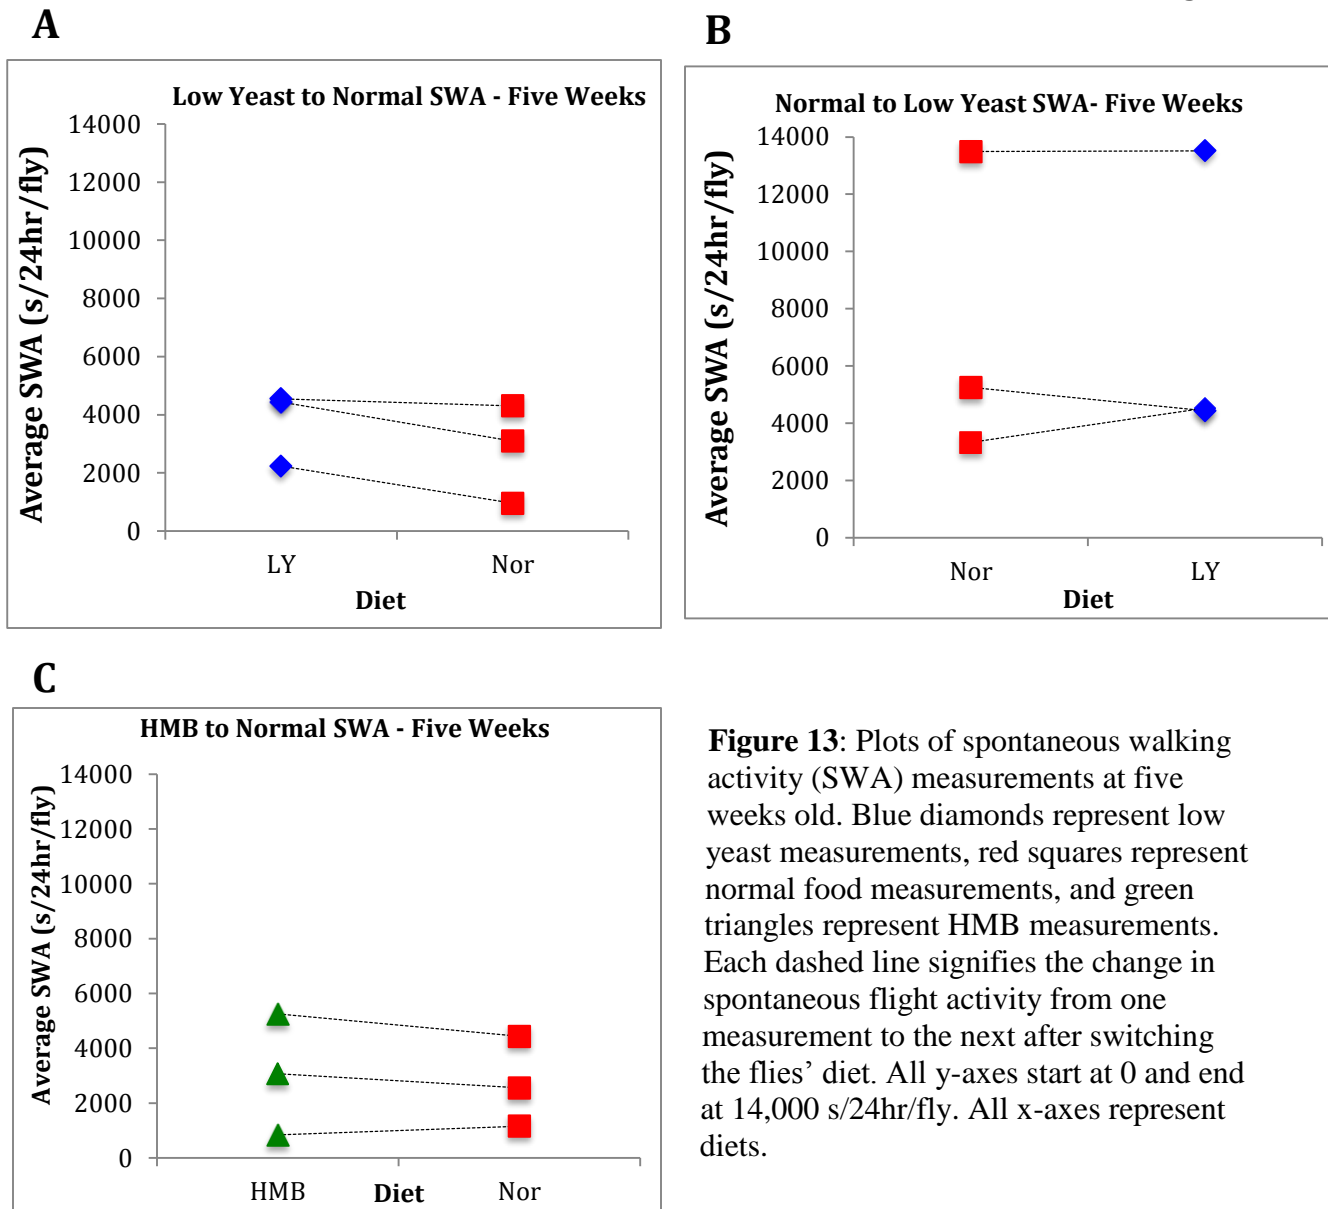 A
Low Yeast to Normal SWA - Five Weeks
14000
12000
10000
8000
6000
4000
2000
0
Average SWA (s/24hr/fly)
LY
Nor
Diet
B
Normal to Low Yeast SWA- Five Weeks
14000
12000
10000
8000
6000
4000
2000
0
Average SWA (s/24hr/fly)
Nor
LY
Diet
C
HMB to Normal SWA - Five Weeks
14000
12000
10000
8000
6000
4000
2000
0
Average SWA (s/24hr/fly)
HMB
Diet
Nor
Figure 13: Plots of spontaneous walking
activity (SWA) measurements at five
weeks old. Blue diamonds represent low
yeast measurements, red squares represent
normal food measurements, and green
triangles represent HMB measurements.
Each dashed line signifies the change in
spontaneous flight activity from one
measurement to the next after switching
the flies’ diet. All y-axes start at 0 and end
at 14,000 s/24hr/fly. All x-axes represent
diets.